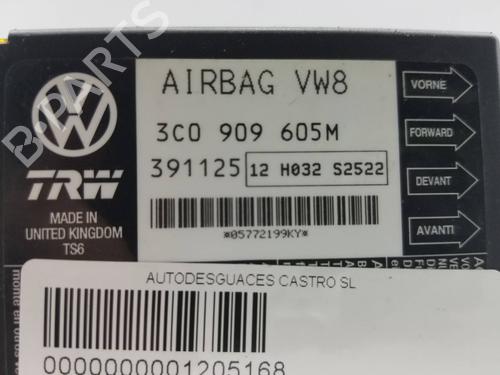 AIRBAG VW8
3C0 909 605M
391125 12 H032 S2522
*05772199KY*
VW
TRW
MADE IN
UNITED KINGDOM
TS6
VORNE
FORWARD
DEVANT
AVANTI
AUTODESGUACES CASTRO SL
0000000001205168
B-PARTS